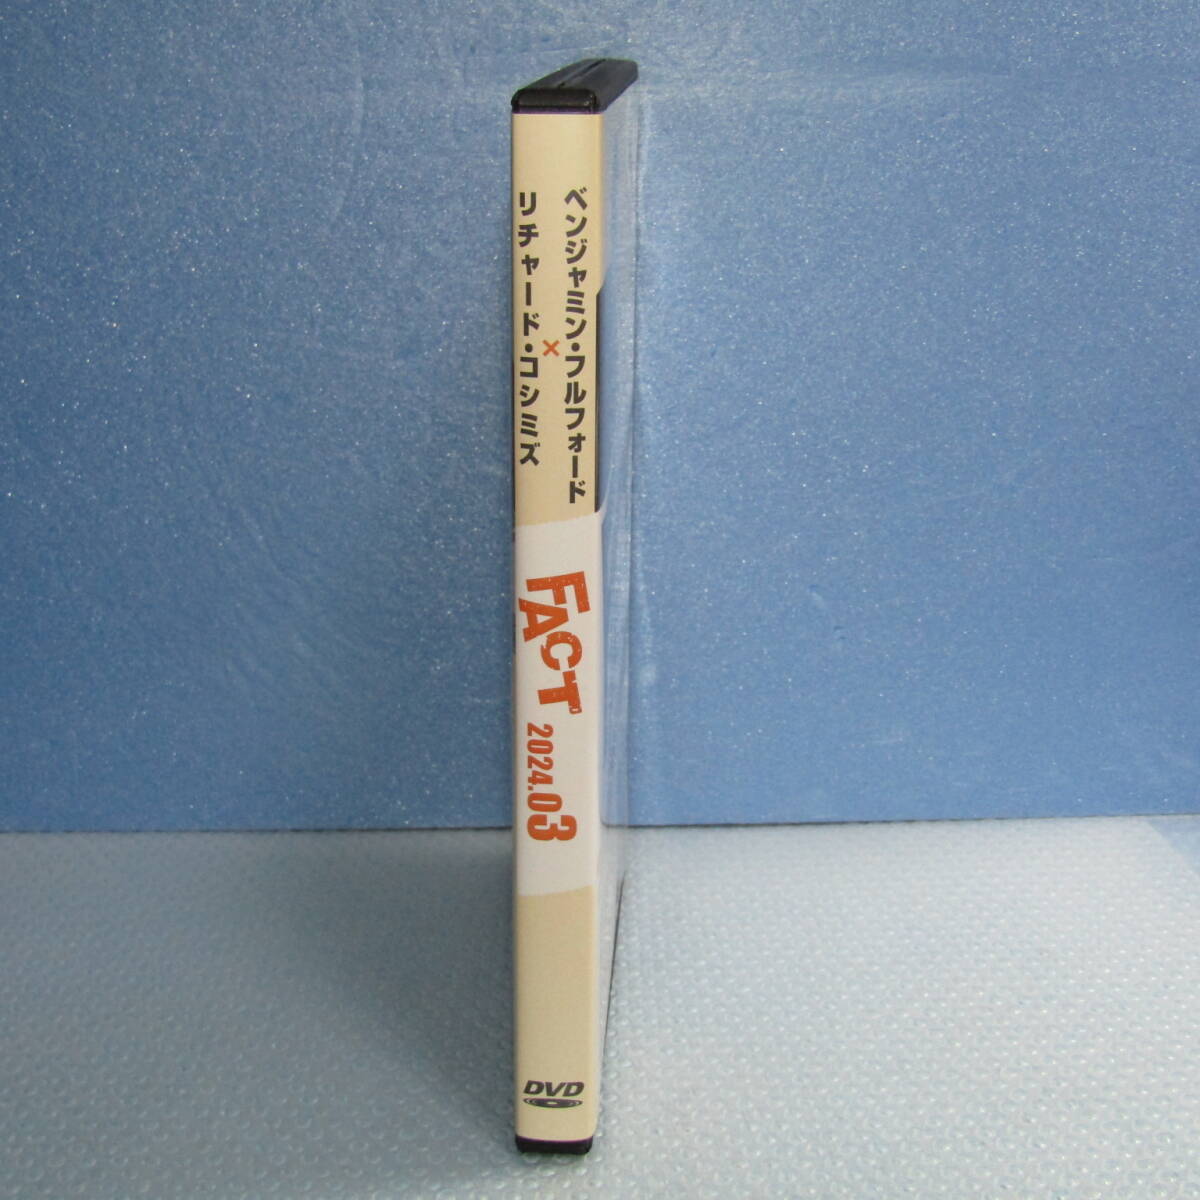 ベンジャミン・フルフォード
×
リチャード・コシミズ
FACT
2024.03
DVD